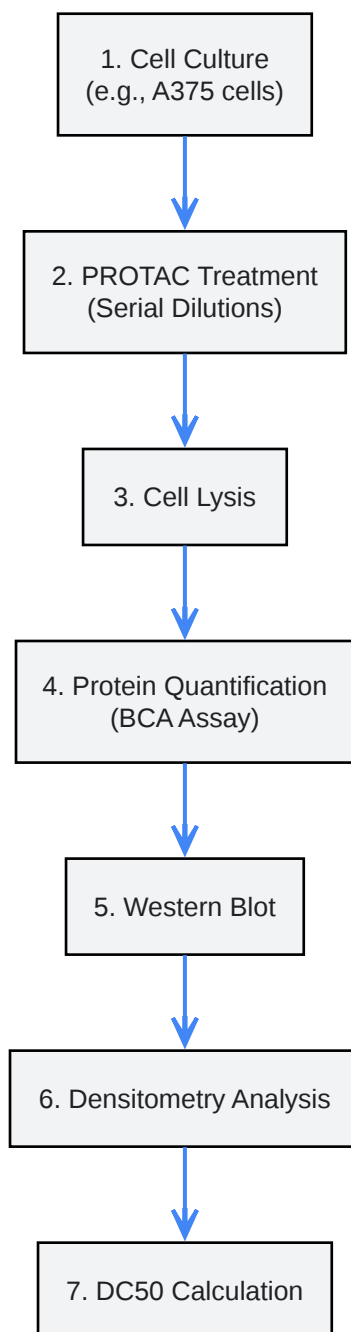 1. Cell Culture
(e.g., A375 cells)
2. PROTAC Treatment
(Serial Dilutions)
3. Cell Lysis
4. Protein Quantification
(BCA Assay)
5. Western Blot
6. Densitometry Analysis
7. DC50 Calculation